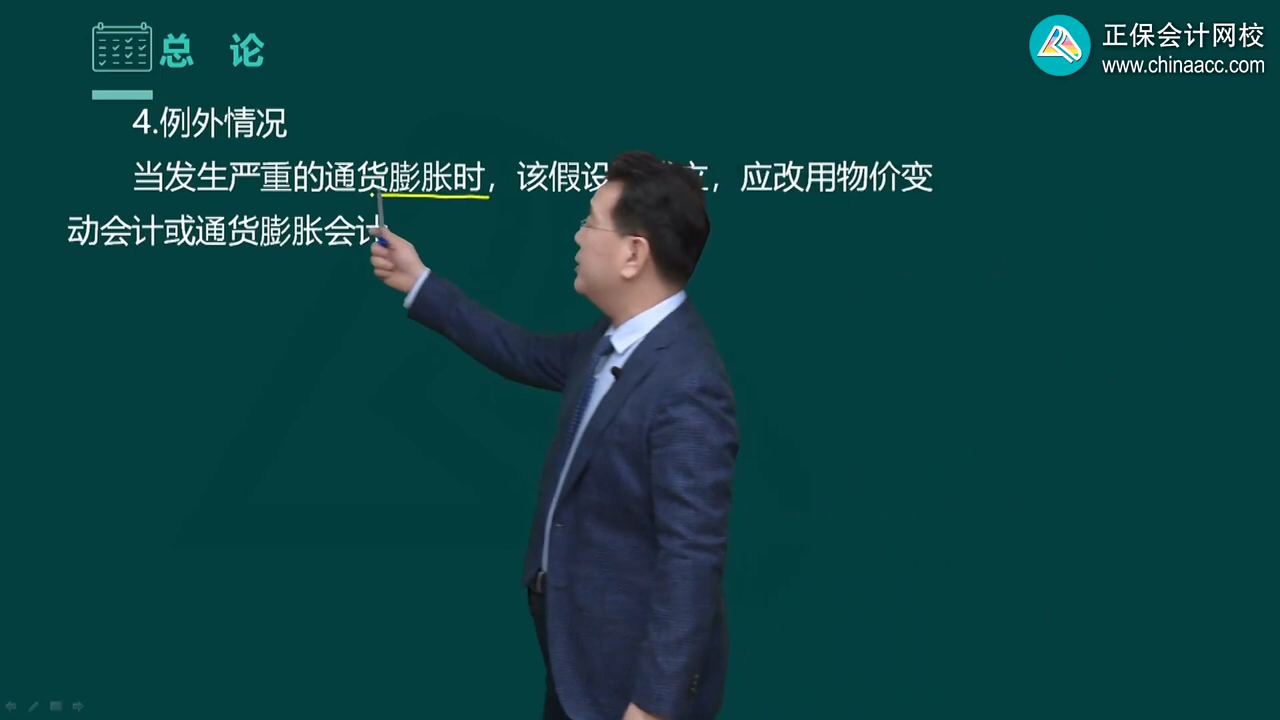 总 论
正保会计网校
www.chinaacc.com
4.例外情况
当发生严重的通货膨胀时，该假设立，应改用物价变
动会计或通货膨胀会计